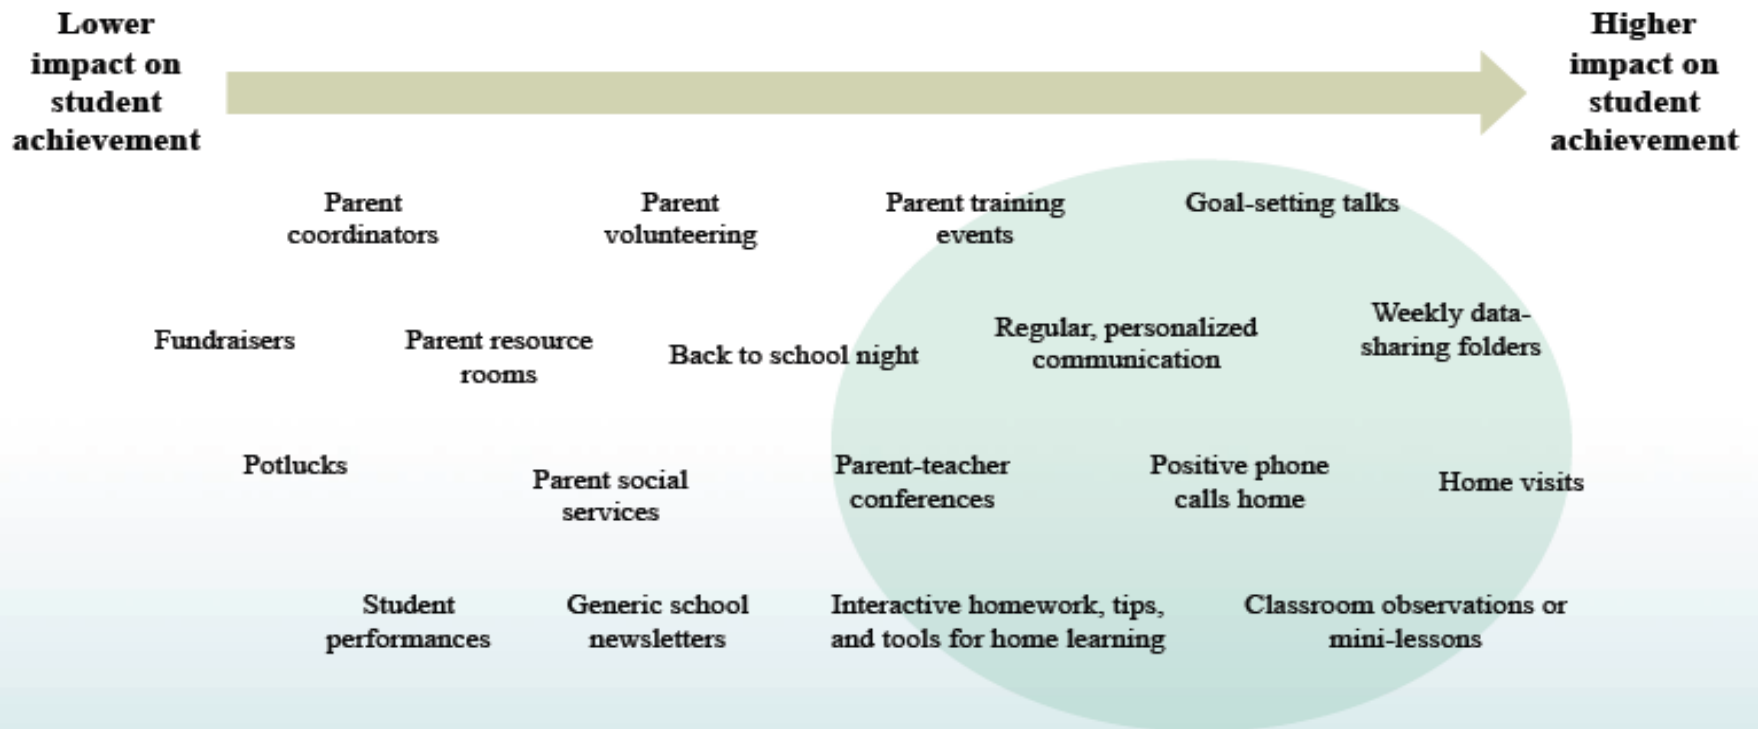 Lower
impact on
student
achievement
Higher
impact on
student
achievement
Parent
coordinators
Parent
volunteering
Parent training
events
Goal-setting talks
Fundraisers
Parent resource
rooms
Back to school night
Regular, personalized
communication
Weekly data-
sharing folders
Potlucks
Parent social
services
Parent-teacher
conferences
Positive phone
calls home
Home visits
Student
performances
Generic school
newsletters
Interactive homework, tips,
and tools for home learning
Classroom observations or
mini-lessons